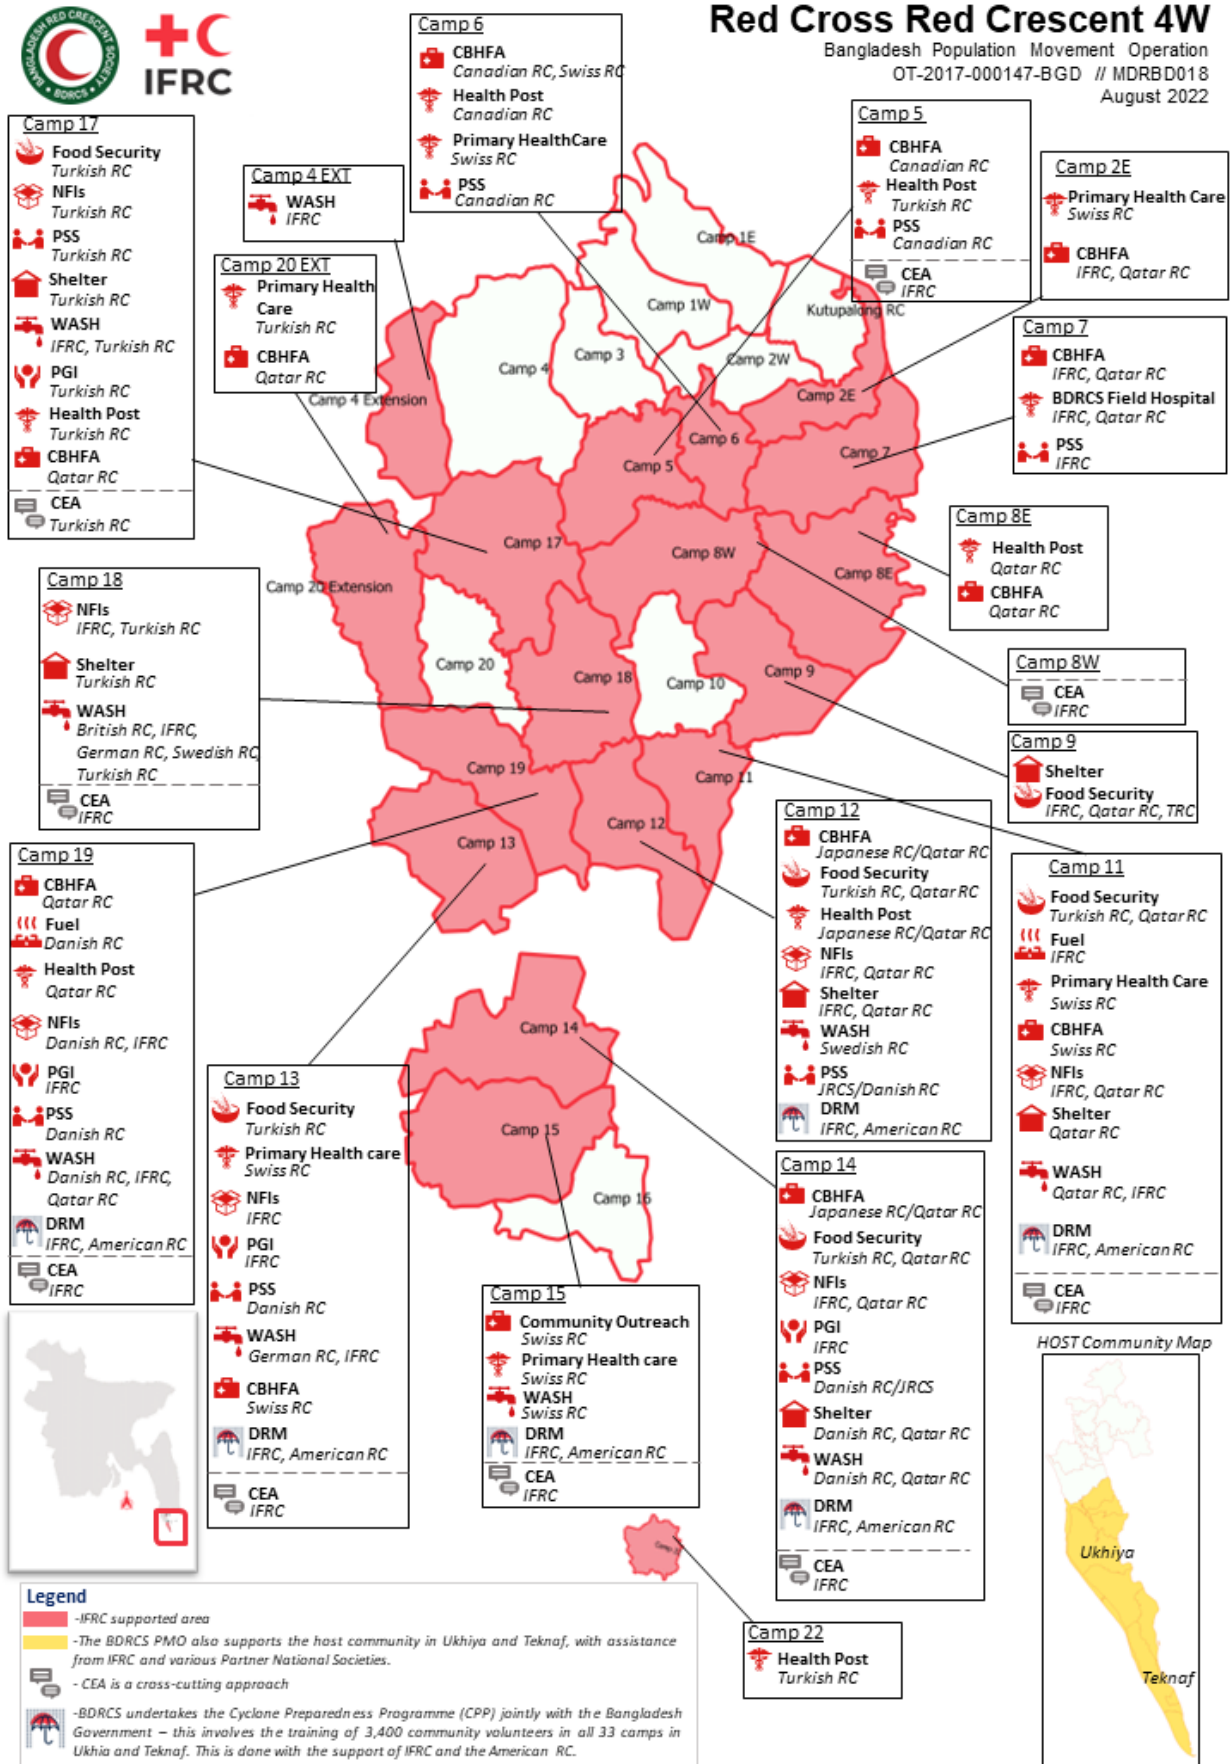 BANGLADESH RED CRESCENT SOCIETY
BDRCS
IFRC
Red Cross Red Crescent 4W
Bangladesh Population Movement Operation
OT-2017-000147-BGD // MDRBD018
August 2022
Camp 6
CBHFA
Canadian RC, Swiss RC
Health Post
Canadian RC
Primary HealthCare
Swiss RC
PSS
Canadian RC
Camp 5
CBHFA
Canadian RC
Health Post
Turkish RC
PSS
Canadian RC
CEA
IFRC
Camp 2E
Primary Health Care
Swiss RC
CBHFA
IFRC, Qatar RC
Camp 17
Food Security
Turkish RC
NFIs
Turkish RC
PSS
Turkish RC
Shelter
Turkish RC
WASH
IFRC, Turkish RC
PGI
Turkish RC
Health Post
Turkish RC
CBHFA
Qatar RC
CEA
Turkish RC
Camp 4 EXT
WASH
IFRC
Camp 20 EXT
Primary Health
Care
Turkish RC
CBHFA
Qatar RC
Camp 7
CBHFA
IFRC, Qatar RC
BDRCS Field Hospital
IFRC, Qatar RC
PSS
IFRC
Camp 1E
Camp 1W
Kutupalong RC
Camp 3
Camp 2W
Camp 4
Camp 2E
Camp 4 Extension
Camp 6
Camp 7
Camp 5
Camp 17
Camp 8W
Camp 8E
Camp 20 Extension
Camp 20
Camp 18
Camp 10
Camp 9
Camp 19
Camp 11
Camp 12
Camp 13
Camp 14
Camp 15
Camp 16
Camp 8E
Health Post
Qatar RC
CBHFA
Qatar RC
Camp 18
NFIs
IFRC, Turkish RC
Shelter
Turkish RC
WASH
British RC, IFRC,
German RC, Swedish RC,
Turkish RC
CEA
IFRC
Camp 8W
CEA
IFRC
Camp 9
Shelter
Food Security
IFRC, Qatar RC, TRC
Camp 12
CBHFA
Japanese RC/Qatar RC
Food Security
Turkish RC, Qatar RC
Health Post
Japanese RC/Qatar RC
NFIs
IFRC, Qatar RC
Shelter
IFRC, Qatar RC
WASH
Swedish RC
PSS
JRCS/Danish RC
DRM
IFRC, American RC
Camp 11
Food Security
Turkish RC, Qatar RC
Fuel
IFRC
Primary Health Care
Swiss RC
CBHFA
Swiss RC
NFIs
IFRC, Qatar RC
Shelter
Qatar RC
WASH
Qatar RC, IFRC
DRM
IFRC, American RC
CEA
IFRC
Camp 19
CBHFA
Qatar RC
Fuel
Danish RC
Health Post
Qatar RC
NFIs
Danish RC, IFRC
PGI
IFRC
PSS
Danish RC
WASH
Danish RC, IFRC,
Qatar RC
DRM
IFRC, American RC
CEA
IFRC
Camp 13
Food Security
Turkish RC
Primary Health care
Swiss RC
NFIs
IFRC
PGI
IFRC
PSS
Danish RC
WASH
German RC, IFRC
CBHFA
Swiss RC
DRM
IFRC, American RC
CEA
IFRC
Camp 14
CBHFA
Japanese RC/Qatar RC
Food Security
Turkish RC, Qatar RC
NFIs
IFRC, Qatar RC
PGI
IFRC
PSS
Danish RC/JRCS
Shelter
Danish RC, Qatar RC
WASH
Danish RC, Qatar RC
DRM
IFRC, American RC
CEA
IFRC
Camp 15
Community Outreach
Swiss RC
Primary Health care
Swiss RC
WASH
Swiss RC
DRM
IFRC, American RC
CEA
IFRC
HOST Community Map
Ukhiya
Teknaf
Camp 22
Health Post
Turkish RC
Legend
-IFRC supported area
-The BDRCS PMO also supports the host community in Ukhiya and Teknaf, with assistance
from IFRC and various Partner National Societies.
- CEA is a cross-cutting approach
-BDRCS undertakes the Cyclone Preparedness Programme (CPP) jointly with the Bangladesh
Government – this involves the training of 3,400 community volunteers in all 33 camps in
Ukhia and Teknaf. This is done with the support of IFRC and the American RC.